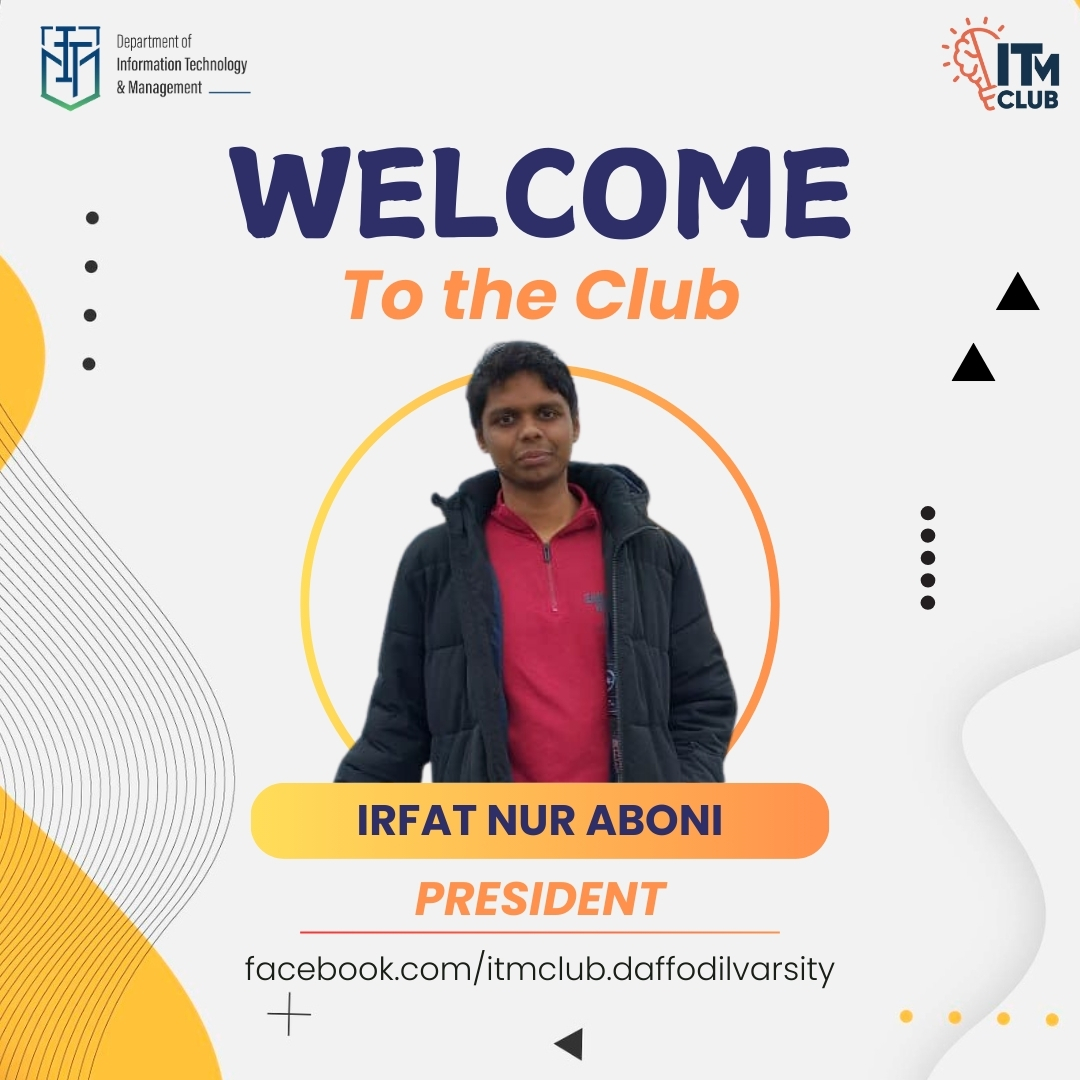 Department of
Information Technology
& Management
ITM
CLUB
WELCOME
To the Club
IRFAT NUR ABONI
PRESIDENT
facebook.com/itmclub.daffodilvarsity